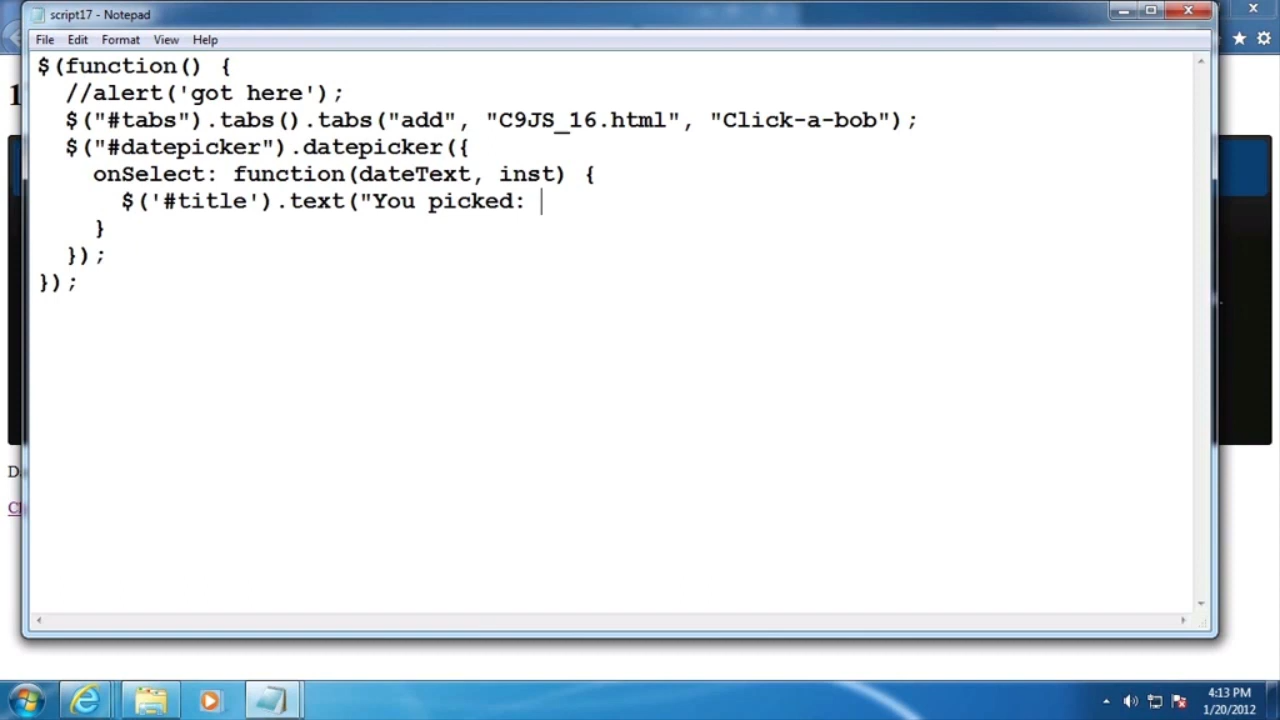 script17 - Notepad
File Edit Format View Help
$(function() {
  //alert('got here');
  $("#tabs").tabs().tabs("add", "C9JS_16.html", "Click-a-bob");
  $("#datepicker").datepicker({
    onSelect: function(dateText, inst) {
      $('#title').text("You picked: 
    }
  });
});
4:13 PM
1/20/2012